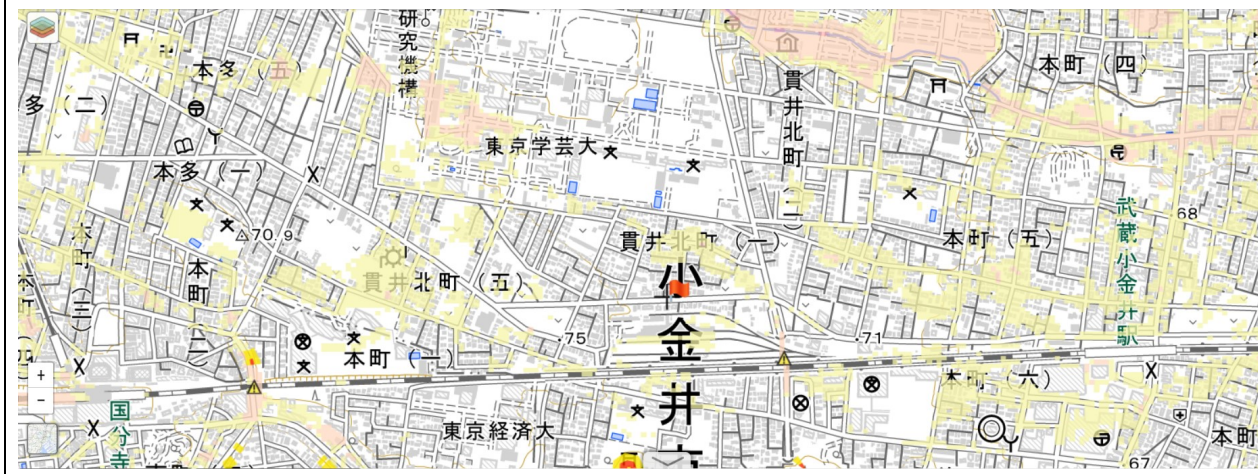 研究機構
本多(五)
本町(四)
多(二)
東京学芸大
貫井北町(二)
本多(一)
68
70.9
武蔵小金井駅
本町(三)
貫井北町(一)
本町(五)
本町(二)
貫井北町(五)
小金井市
75
71
本町(一)
本町(六)
+
−
国分寺
東京経済大
本町
67